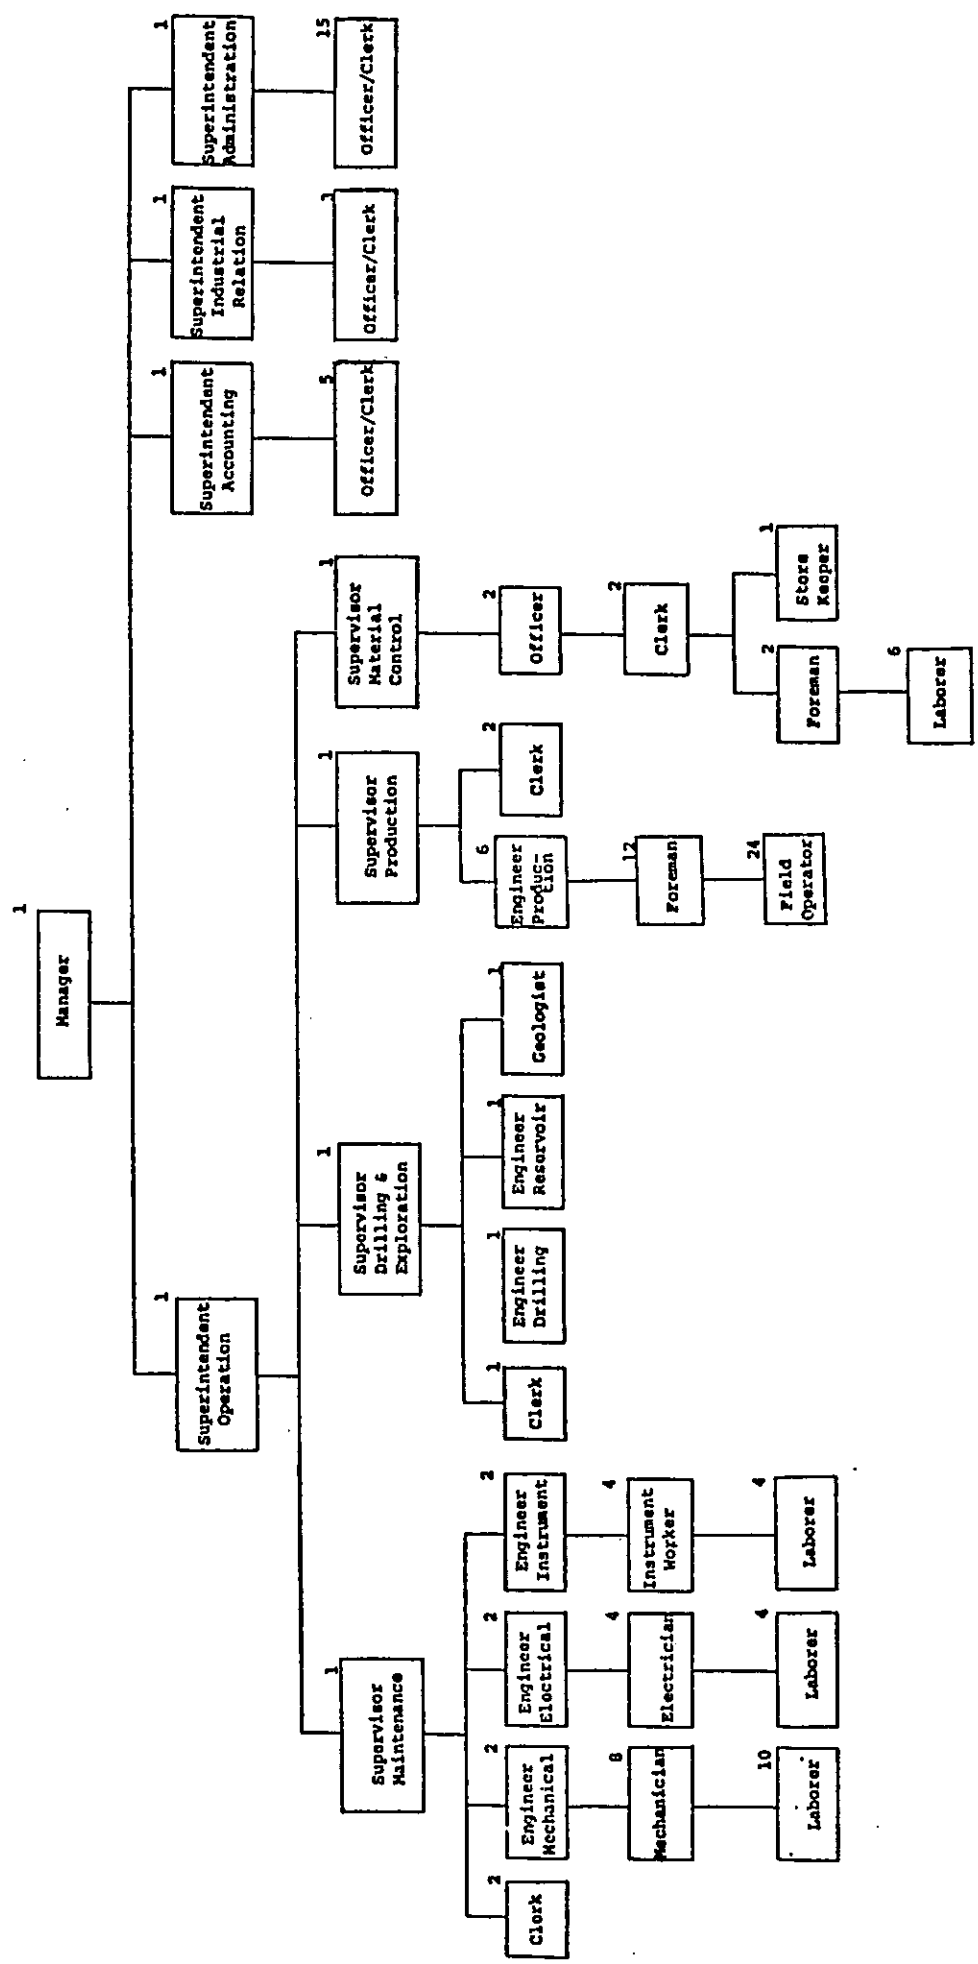 1
Manager
1
Superintendent
Operation
1
Superintendent
Accounting
1
Superintendent
Industrial
Relation
1
Superintendent
Administration
1
Supervisor
Maintenance
1
Supervisor
Drilling &
Exploration
1
Supervisor
Production
1
Supervisor
Material
Control
5
Officer/Clerk
Officer/Clerk
15
Officer/Clerk
2
Clerk
2
Engineer
Mechanical
2
Engineer
Electrical
2
Engineer
Instrument
1
Clerk
1
Engineer
Drilling
1
Engineer
Reservoir
1
Geologist
6
Engineer
Produc-
tion
2
Clerk
2
Officer
8
Mechanician
4
Electrician
4
Instrument
Worker
12
Foreman
2
Clerk
10
Laborer
4
Laborer
4
Laborer
24
Field
Operator
2
Foreman
1
Store
Keeper
6
Laborer